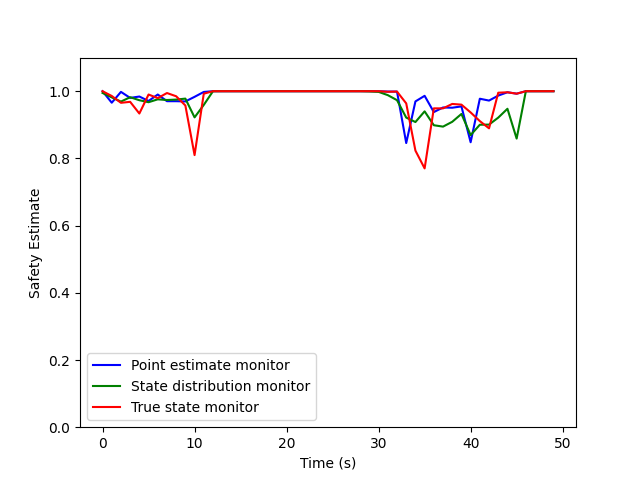 1.0
0.8
0.6
0.4
0.2
0.0
Safety Estimate
Point estimate monitor
State distribution monitor
True state monitor
0 10 20 30 40 50
Time (s)